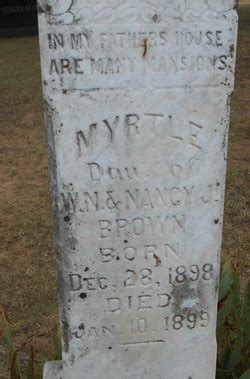 IN MY FATHERS HOUSE
ARE MANY MANSIONS.
MYRTLE
Dau. of
W.N. & NANCY J.
BROWN
BORN
DEC. 28, 1898
DIED
JAN. 10, 1899